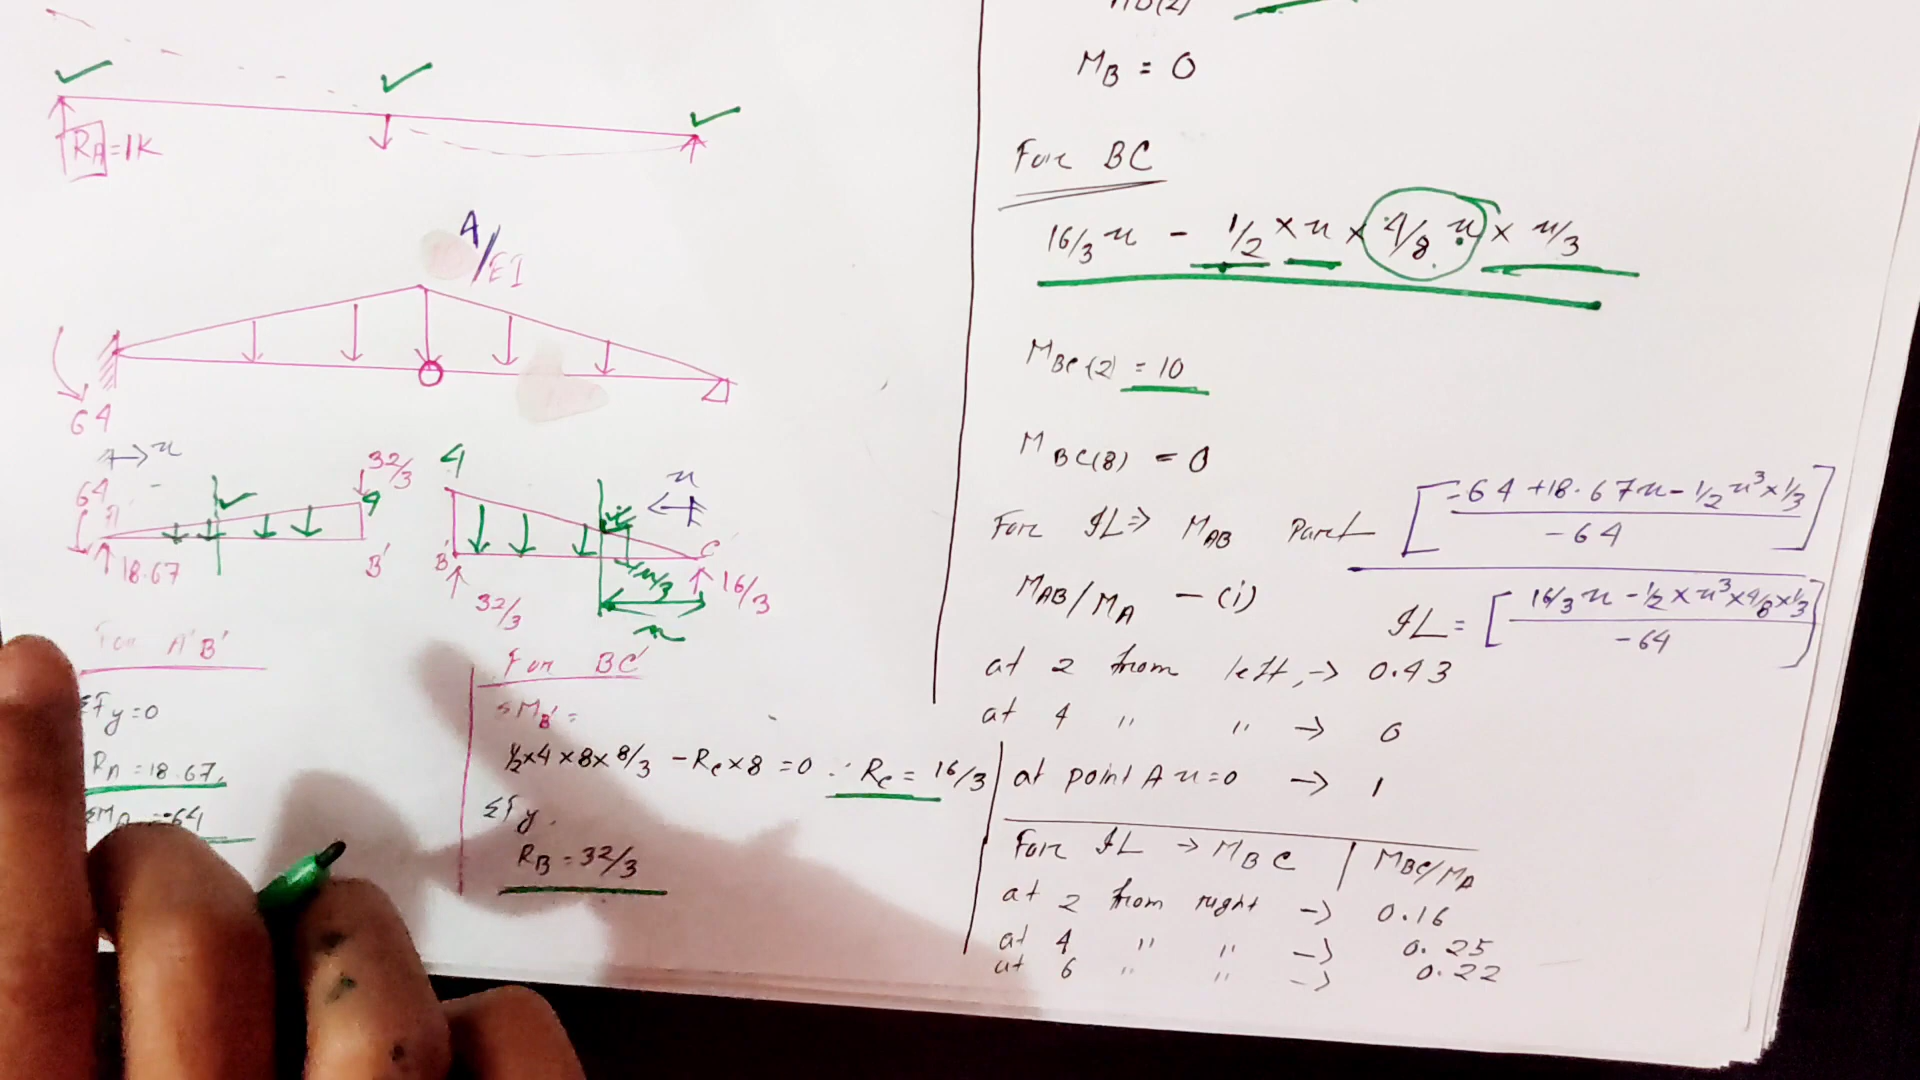 R_A = 1K
4/EI
64
→ x
32/3
4
64
A'
4
x
18.67
B'
B'
C'
32/3
x/3
16/3
x
For A'B'
ΣFy = 0
R_A = 18.67
ΣM_A = -64
For BC'
ΣM_B' =
1/2 × 4 × 8 × 8/3 - R_c × 8 = 0 ∴ R_c = 16/3
ΣFy.
R_B = 32/3
M_B = 0
For BC
16/3 x - 1/2 × x × 4/8 x × x/3
M_BC(2) = 10
M_BC(8) = 0
For IL ⇒ M_AB Part [ -64 + 18.67x - 1/2 x³ × 1/3 / -64 ]
M_AB/M_A — (i)
IL = [ 16/3 x - 1/2 × x³ × 4/8 × 1/3 / -64 ]
at 2 from left, → 0.43
at 4 " " → 0
at point A x = 0 → 1
For IL → M_BC | M_BC/M_A
at 2 from right → 0.16
at 4 " " → 0.25
at 6 " " → 0.22